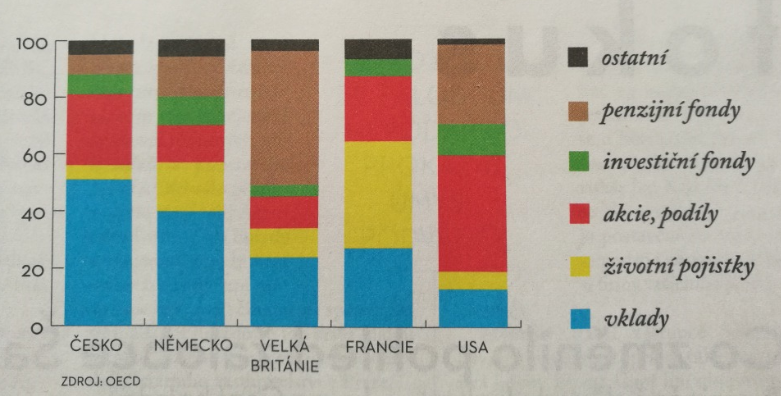 100
80
60
40
20
0
ČESKO
NĚMECKO
VELKÁ
BRITÁNIE
FRANCIE
USA
ZDROJ: OECD
ostatní
penzijní fondy
investiční fondy
akcie, podíly
životní pojistky
vklady